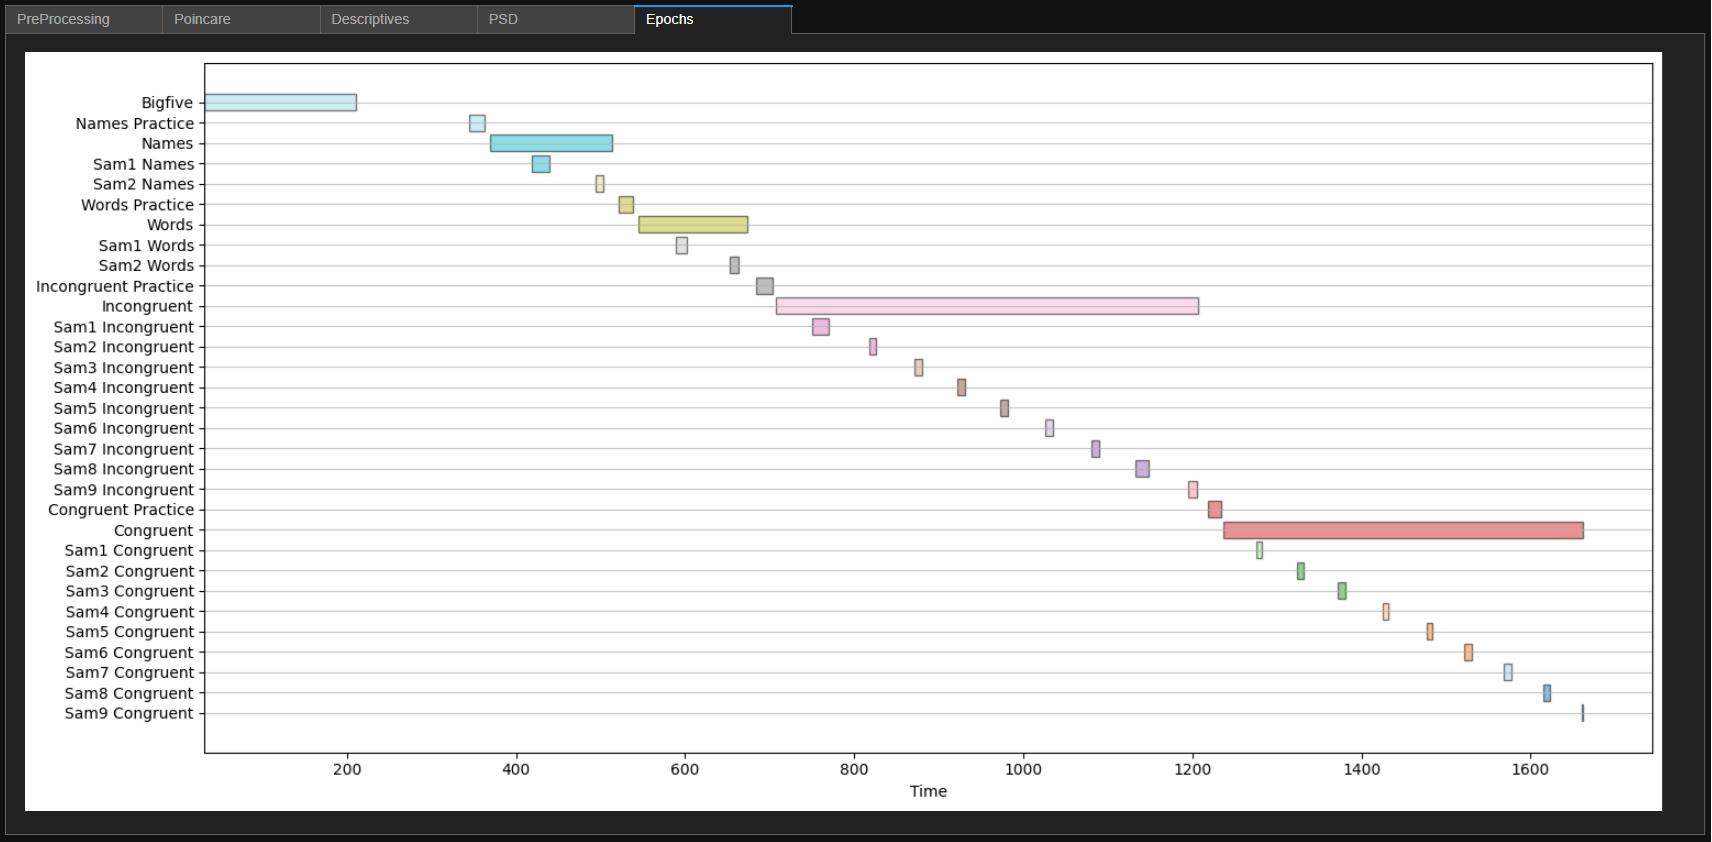 PreProcessing Poincare Descriptives PSD Epochs
Bigfive
Names Practice
Names
Sam1 Names
Sam2 Names
Words Practice
Words
Sam1 Words
Sam2 Words
Incongruent Practice
Incongruent
Sam1 Incongruent
Sam2 Incongruent
Sam3 Incongruent
Sam4 Incongruent
Sam5 Incongruent
Sam6 Incongruent
Sam7 Incongruent
Sam8 Incongruent
Sam9 Incongruent
Congruent Practice
Congruent
Sam1 Congruent
Sam2 Congruent
Sam3 Congruent
Sam4 Congruent
Sam5 Congruent
Sam6 Congruent
Sam7 Congruent
Sam8 Congruent
Sam9 Congruent
200 400 600 800 1000 1200 1400 1600
Time